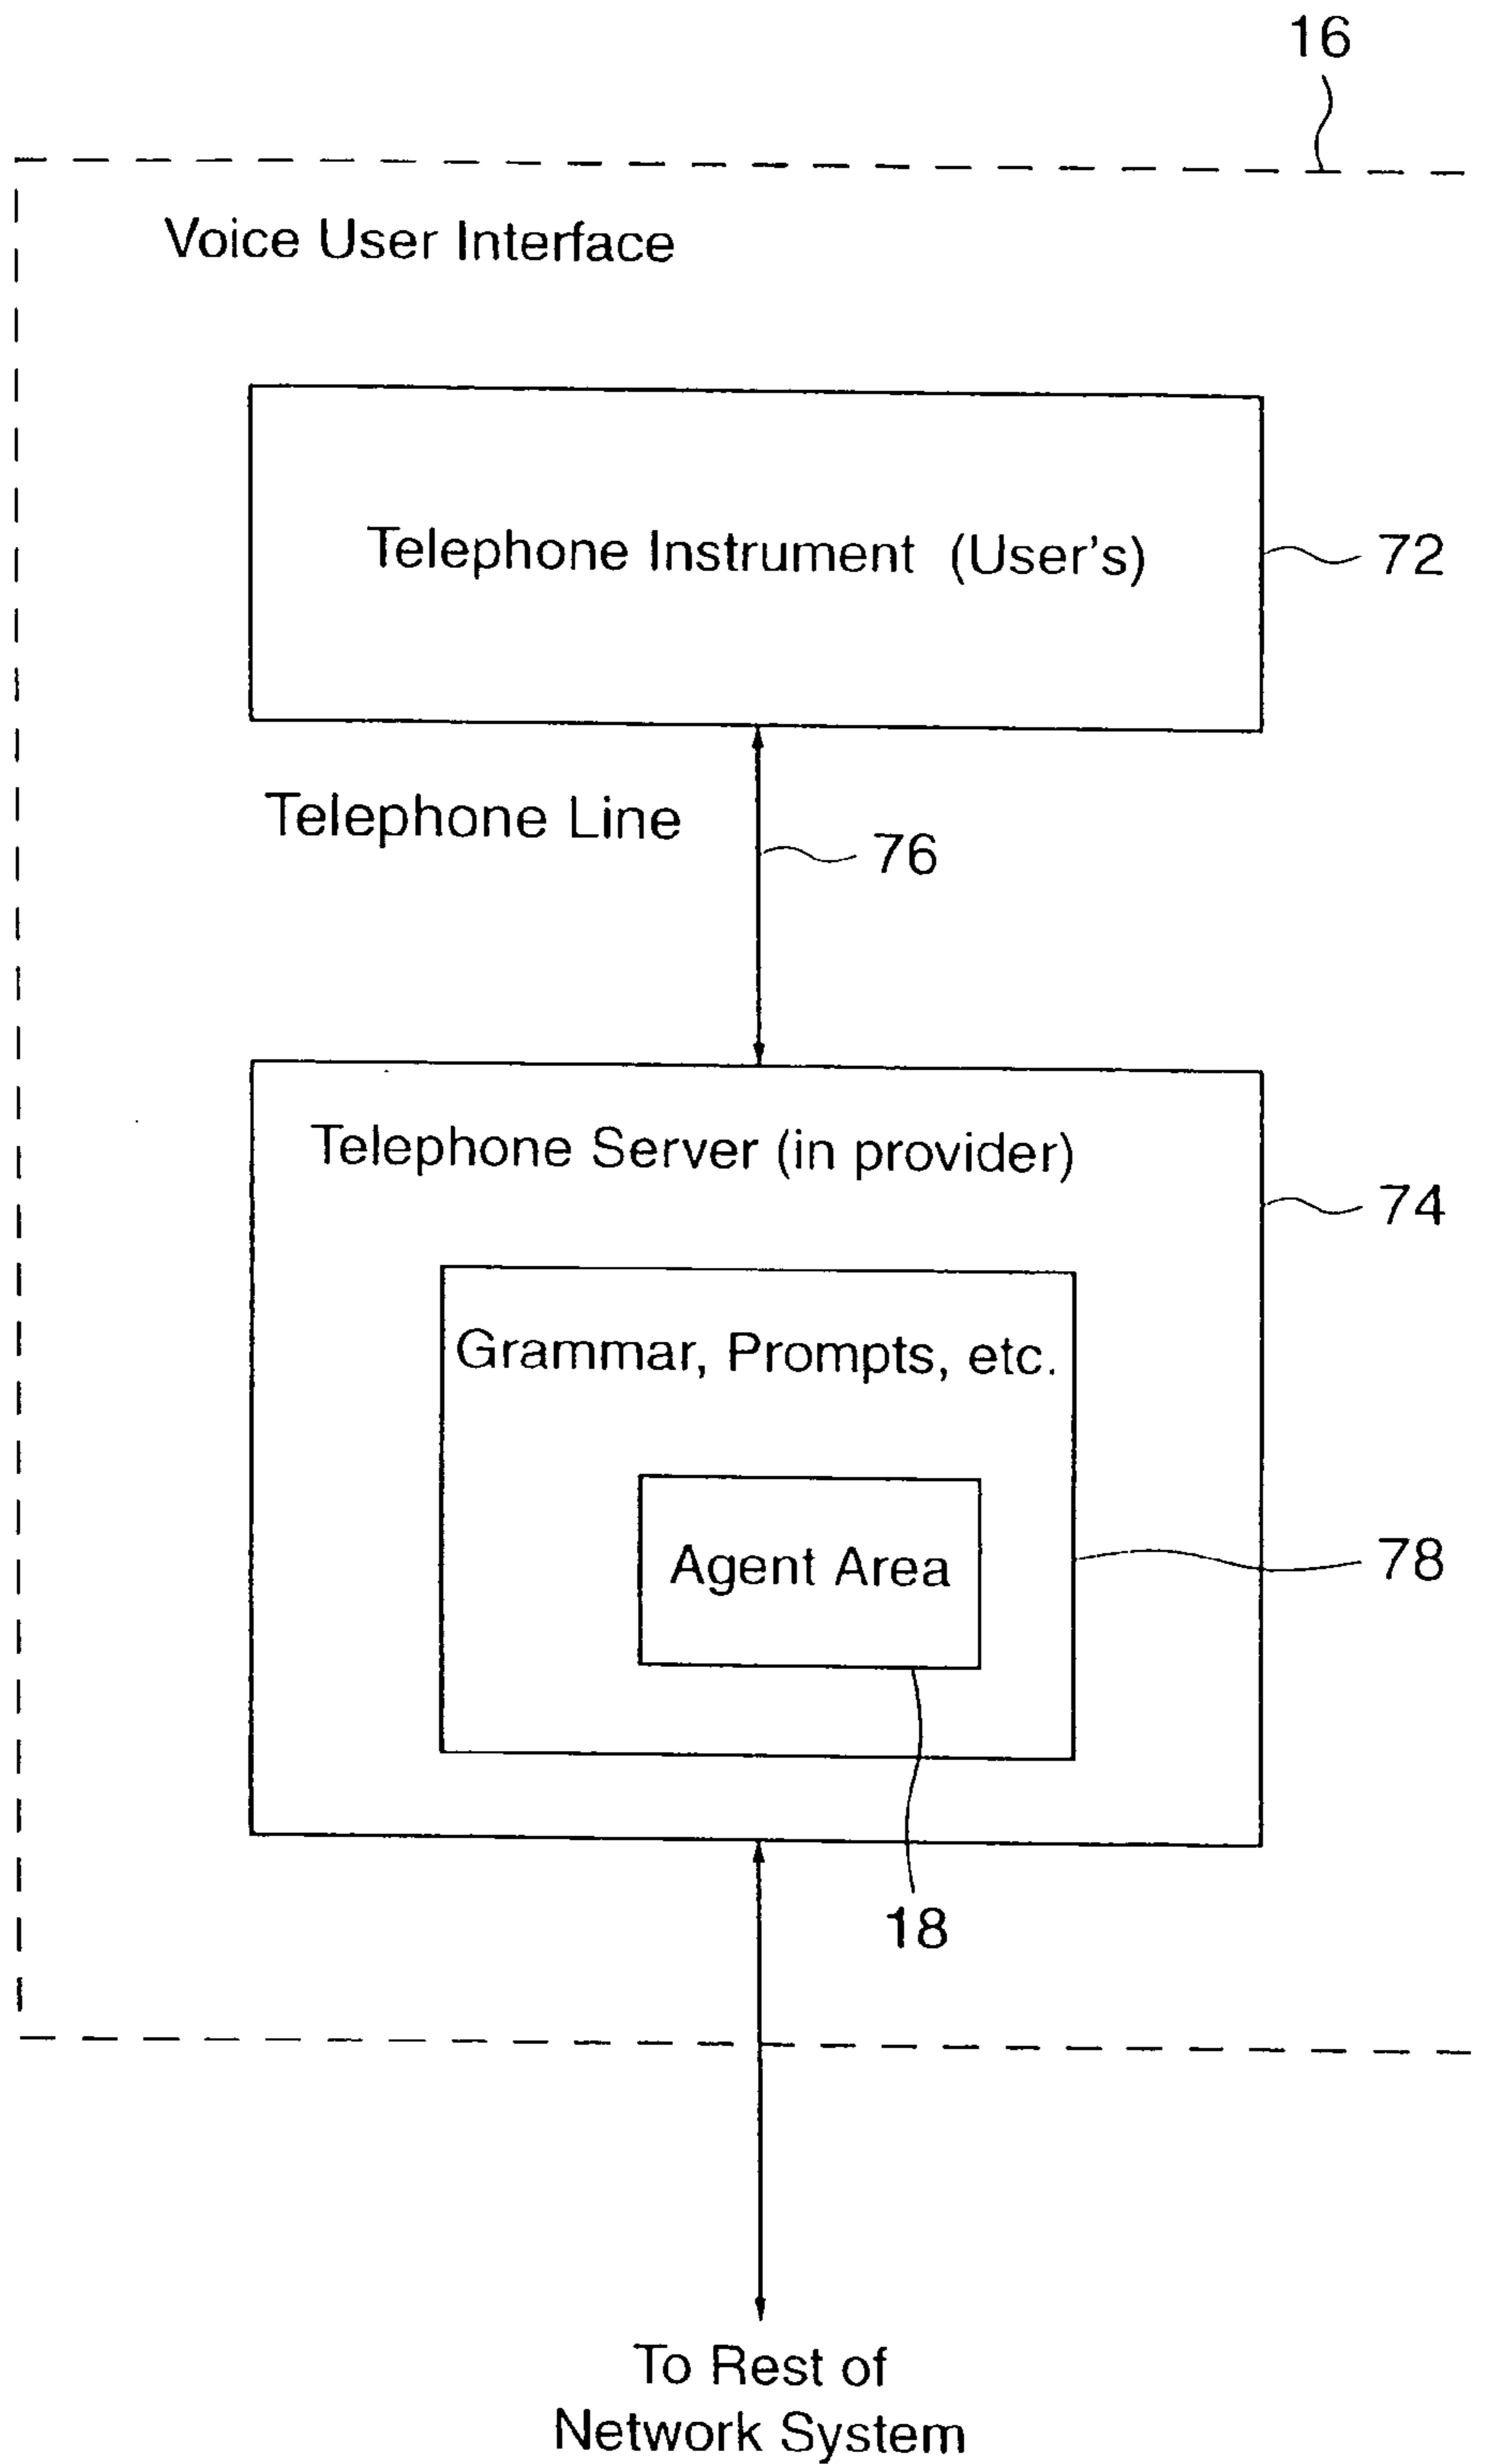 16
Voice User Interface
Telephone Instrument (User's)
72
Telephone Line
76
Telephone Server (in provider)
74
Grammar, Prompts, etc.
Agent Area
78
18
To Rest of
Network System